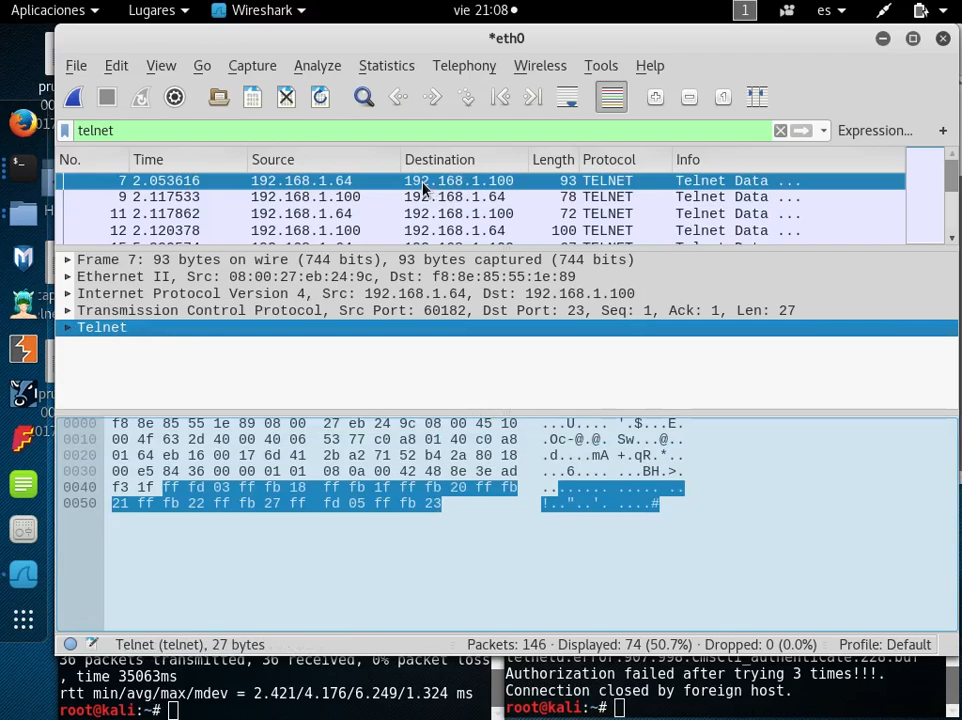 Aplicaciones Lugares Wireshark vie 21:08 1 es
*eth0
File Edit View Go Capture Analyze Statistics Telephony Wireless Tools Help
telnet Expression... +
No. Time Source Destination Length Protocol Info
7 2.053616 192.168.1.64 192.168.1.100 93 TELNET Telnet Data ...
9 2.117533 192.168.1.100 192.168.1.64 78 TELNET Telnet Data ...
11 2.117862 192.168.1.64 192.168.1.100 72 TELNET Telnet Data ...
12 2.120378 192.168.1.100 192.168.1.64 100 TELNET Telnet Data ...
Frame 7: 93 bytes on wire (744 bits), 93 bytes captured (744 bits)
Ethernet II, Src: 08:00:27:eb:24:9c, Dst: f8:8e:85:55:1e:89
Internet Protocol Version 4, Src: 192.168.1.64, Dst: 192.168.1.100
Transmission Control Protocol, Src Port: 60182, Dst Port: 23, Seq: 1, Ack: 1, Len: 27
Telnet
0000 f8 8e 85 55 1e 89 08 00 27 eb 24 9c 08 00 45 10 ...U.... '.$...E.
0010 00 4f 63 2d 40 00 40 06 53 77 c0 a8 01 40 c0 a8 .Oc-@.@. Sw...@..
0020 01 64 eb 16 00 17 6d 41 2b a2 71 52 b4 2a 80 18 .d....mA +.qR.*..
0030 00 e5 84 36 00 00 01 01 08 0a 00 42 48 8e 3e ad ...6.... ...BH.>.
0040 f3 1f ff fd 03 ff fb 18 ff fb 1f ff fb 20 ff fb ........ ..... ..
0050 21 ff fb 22 ff fb 27 ff fd 05 ff fb 23 !.."..'. ....#
Telnet (telnet), 27 bytes Packets: 146 · Displayed: 74 (50.7%) · Dropped: 0 (0.0%) Profile: Default
36 packets transmitted, 36 received, 0% packet loss
, time 35063ms
rtt min/avg/max/mdev = 2.421/4.176/6.249/1.324 ms
root@kali:~#
telnetd:error:907.998:cmsCli_authenticate:228:buf
Authorization failed after trying 3 times!!!.
Connection closed by foreign host.
root@kali:~#